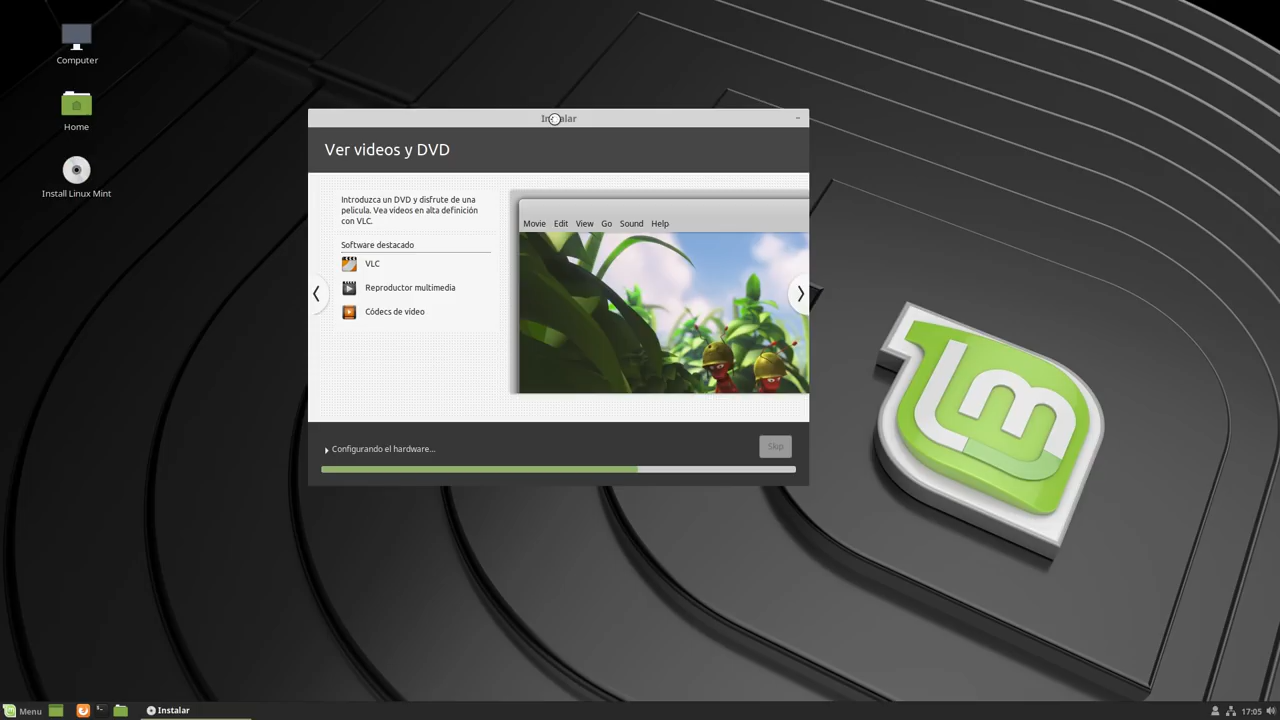 Computer
Home
Install Linux Mint
Instalar
Ver videos y DVD
Introduzca un DVD y disfrute de una
película. Vea vídeos en alta definición
con VLC.
Software destacado
VLC
Reproductor multimedia
Códecs de vídeo
Movie Edit View Go Sound Help
Configurando el hardware...
Skip
Menu
Instalar
17:05